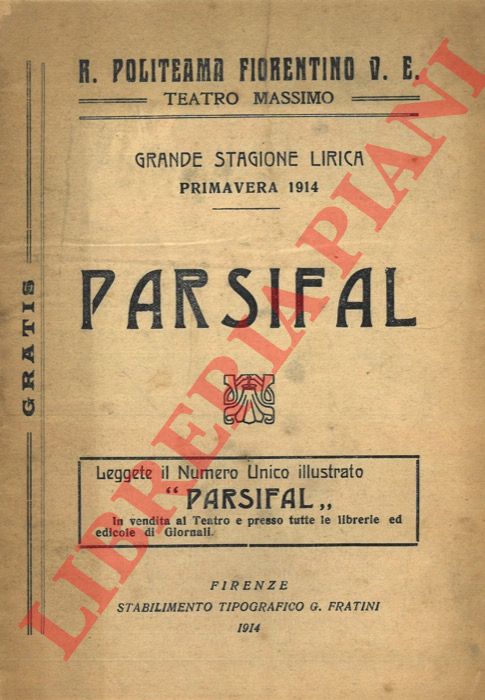 R. POLITEAMA FIORENTINO V. E.
TEATRO MASSIMO
GRANDE STAGIONE LIRICA
PRIMAVERA 1914
PARSIFAL
GRATIS
Leggete il Numero Unico illustrato
“ PARSIFAL „
In vendita al Teatro e presso tutte le librerie ed
edicole di Giornali.
FIRENZE
STABILIMENTO TIPOGRAFICO G. FRATINI
1914
LIBRERIA PIANI